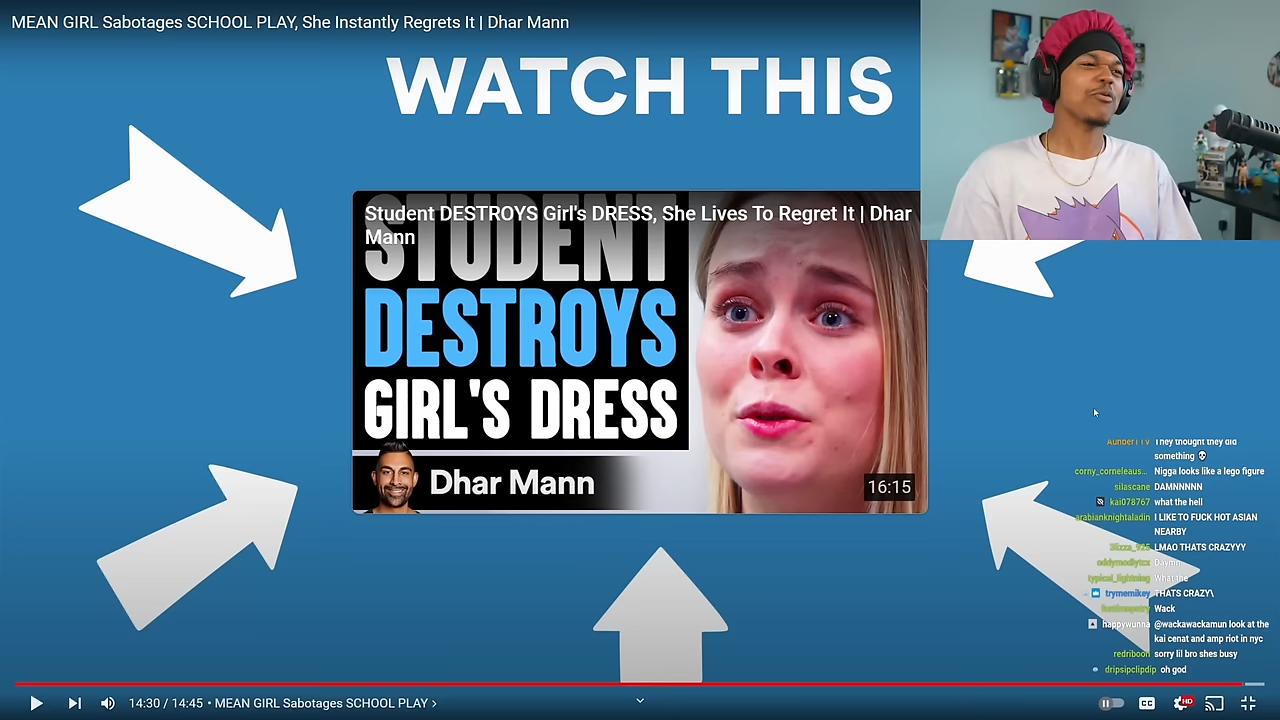 MEAN GIRL Sabotages SCHOOL PLAY, She Instantly Regrets It | Dhar Mann
WATCH THIS
Student DESTROYS Girl's DRESS, She Lives To Regret It | Dhar
Mann
STUDENT
DESTROYS
GIRL'S DRESS
Dhar Mann
16:15
They thought they did
something 💀
corny_corneleaus... Nigga looks like a lego figure
silascane DAMNNNNN
kai078767 what the hell
arabianknightaladin I LIKE TO FUCK HOT ASIAN
NEARBY
LMAO THATS CRAZYYY
oddymodlytcx Daymn
typical_lightning What the
trymemikey THATS CRAZY\
Wack
happywunna @wackawackamun look at the
kai cenat and amp riot in nyc
redriboon sorry lil bro shes busy
dripsipclipdip oh god
14:30 / 14:45 • MEAN GIRL Sabotages SCHOOL PLAY >
CC
HD